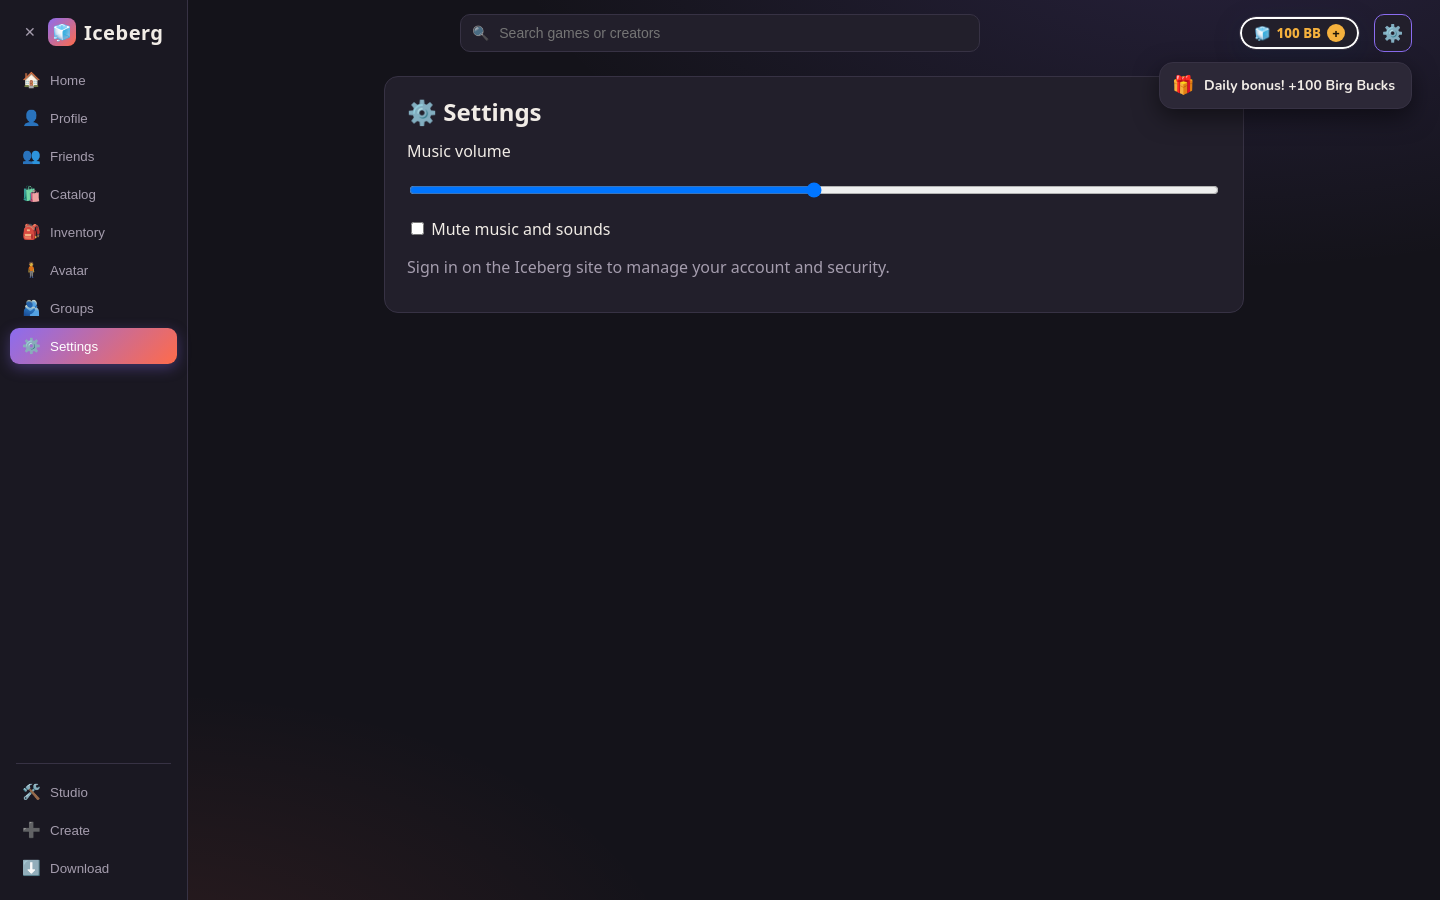 Iceberg
Home
Profile
Friends
Catalog
Inventory
Avatar
Groups
Settings
Studio
Create
Download
Search games or creators
100 BB +
Daily bonus! +100 Birg Bucks
Settings
Music volume
Mute music and sounds
Sign in on the Iceberg site to manage your account and security.